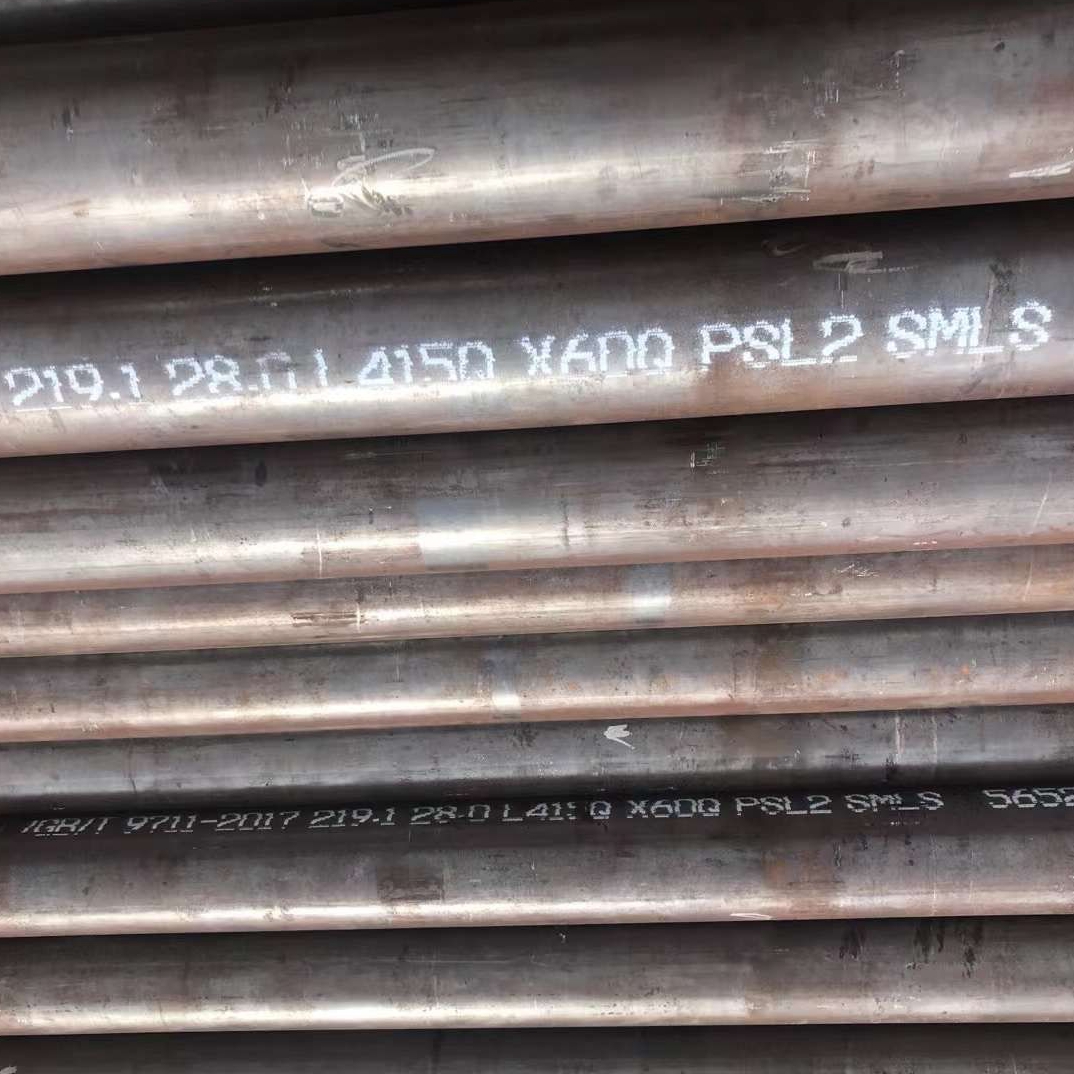 219.1 28.0 L415Q X60Q PSL2 SMLS
/GB/T 9711-2017 219.1 28.0 L415Q X60Q PSL2 SMLS 5652